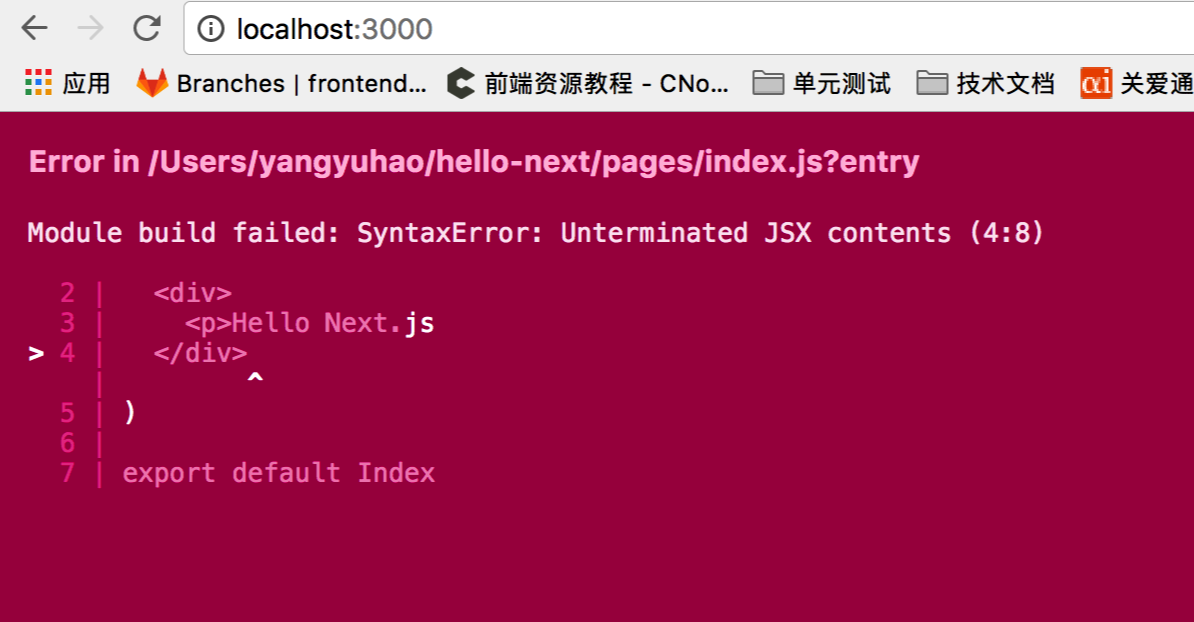 localhost:3000
应用 Branches | frontend... 前端资源教程 - CNo... 单元测试 技术文档 αi 关爱通
Error in /Users/yangyuhao/hello-next/pages/index.js?entry
Module build failed: SyntaxError: Unterminated JSX contents (4:8)
2 |   <div>
3 |     <p>Hello Next.js
> 4 |   </div>
|         ^
5 | )
6 |
7 | export default Index